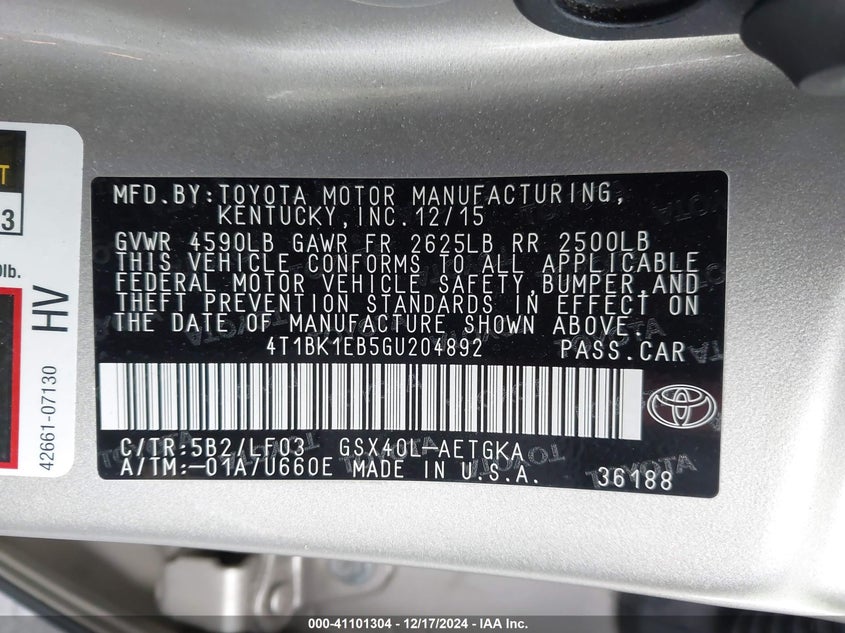 T
3
0lb.
HV
42661-07130
MFD.BY:TOYOTA MOTOR MANUFACTURING,
KENTUCKY,INC.12/15
GVWR 4590LB GAWR FR 2625LB RR 2500LB
THIS VEHICLE CONFORMS TO ALL APPLICABLE
FEDERAL MOTOR VEHICLE SAFETY,BUMPER,AND
THEFT PREVENTION STANDARDS IN EFFECT ON
THE DATE OF MANUFACTURE SHOWN ABOVE.
4T1BK1EB5GU204892 PASS.CAR
C/TR:5B2/LF03 GSX40L-AETGKA
A/TM:-01A/U660E MADE IN U.S.A. 36188
000-41101304 - 12/17/2024 - IAA Inc.